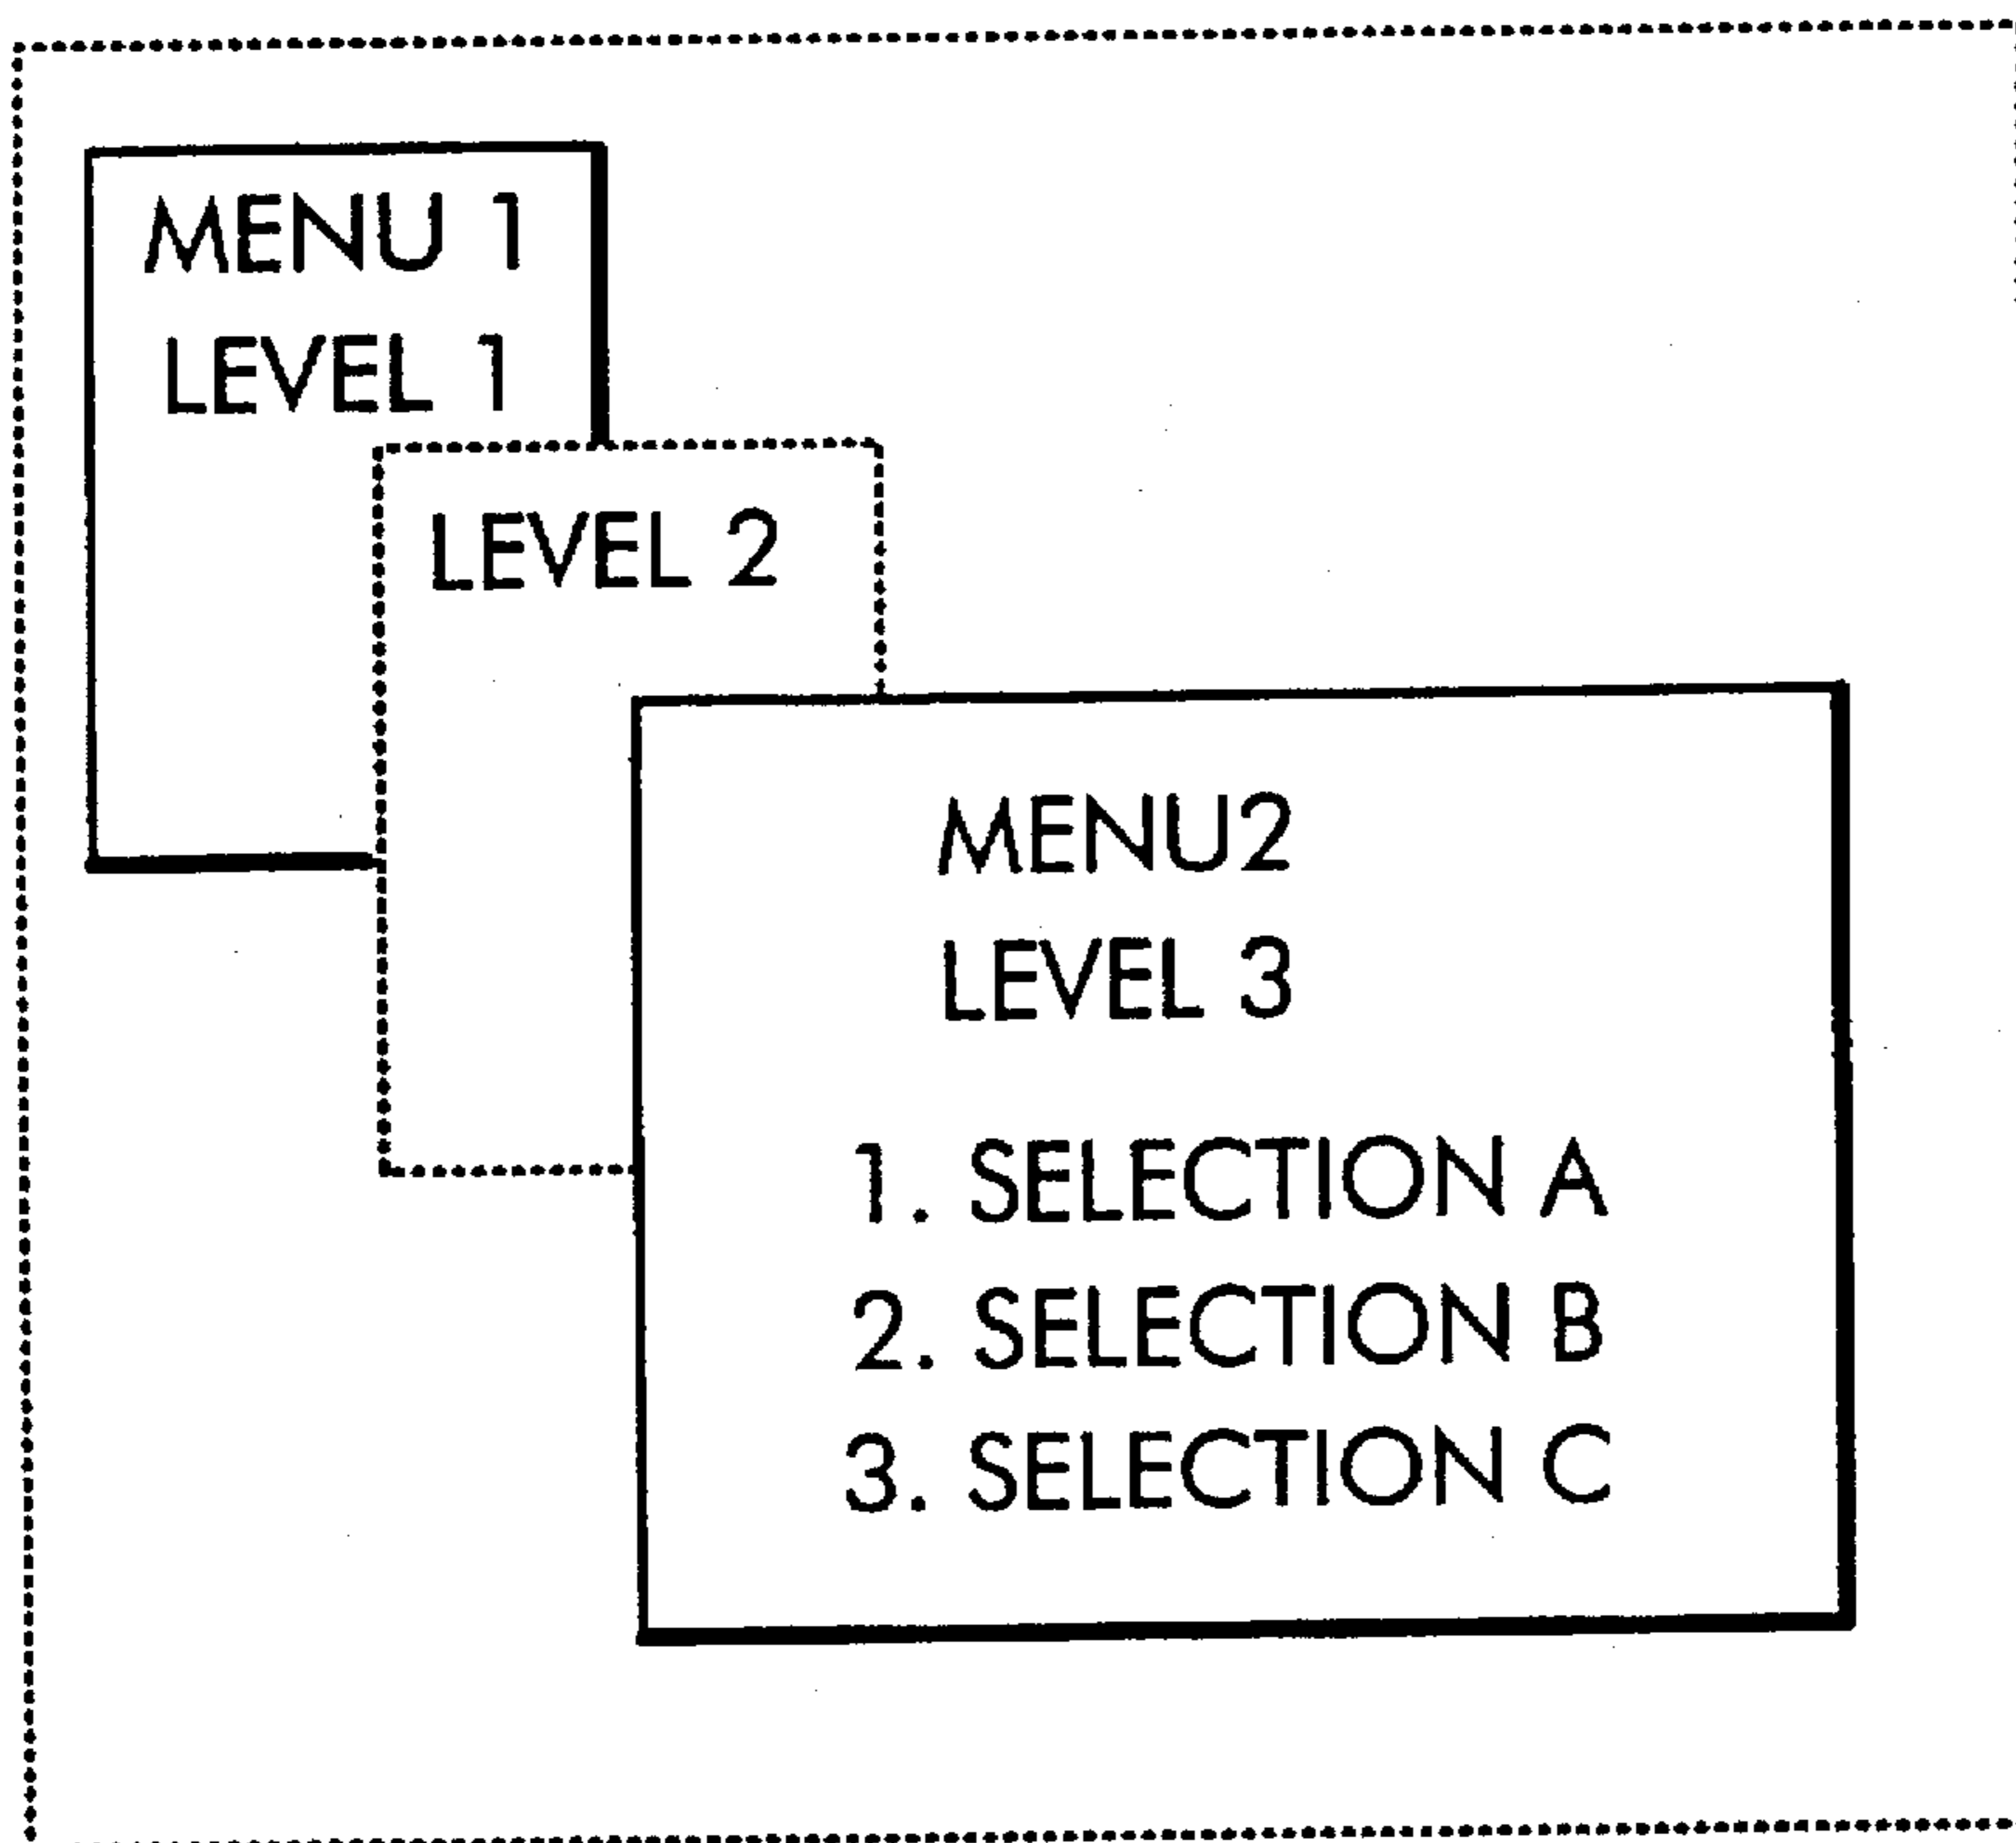 MENU 1
LEVEL 1
LEVEL 2
MENU2
LEVEL 3
1. SELECTION A
2. SELECTION B
3. SELECTION C